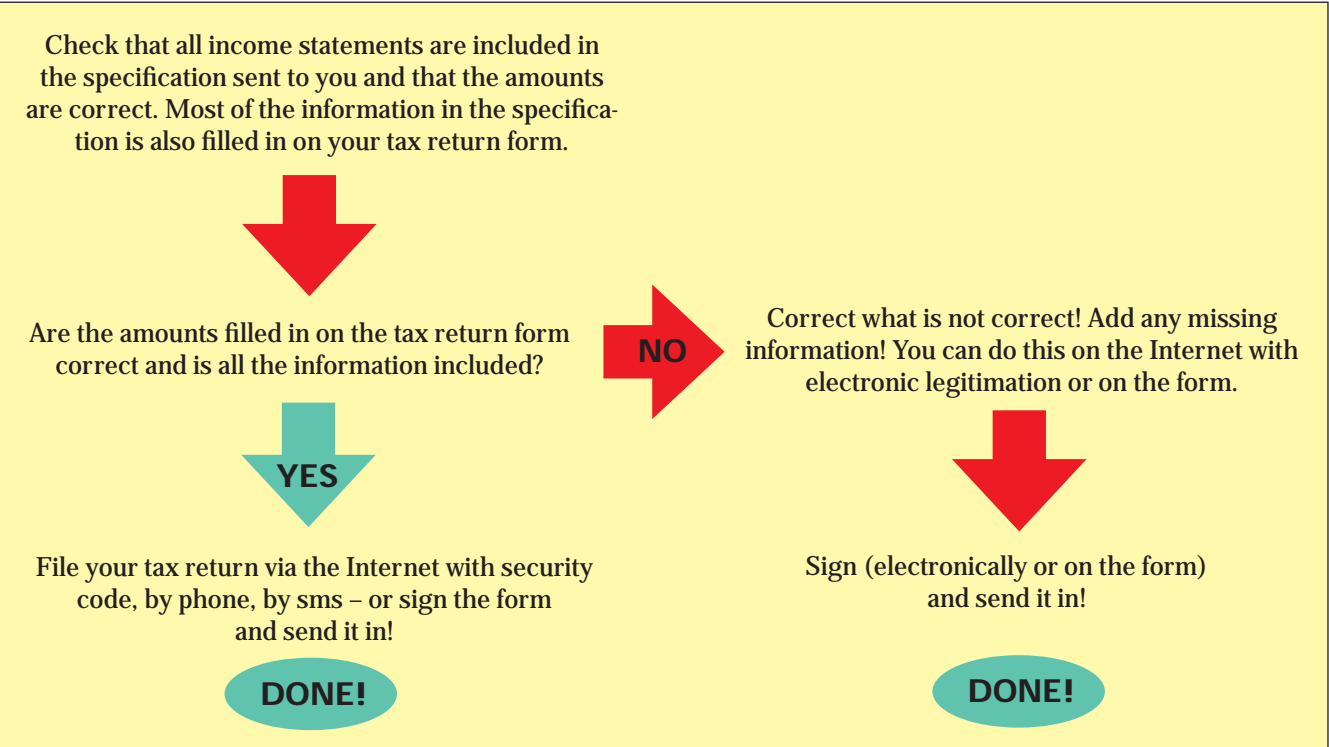 Check that all income statements are included in
the specification sent to you and that the amounts
are correct. Most of the information in the specifica-
tion is also filled in on your tax return form.
Are the amounts filled in on the tax return form
correct and is all the information included?
NO
Correct what is not correct! Add any missing
information! You can do this on the Internet with
electronic legitimation or on the form.
YES
File your tax return via the Internet with security
code, by phone, by sms – or sign the form
and send it in!
DONE!
Sign (electronically or on the form)
and send it in!
DONE!